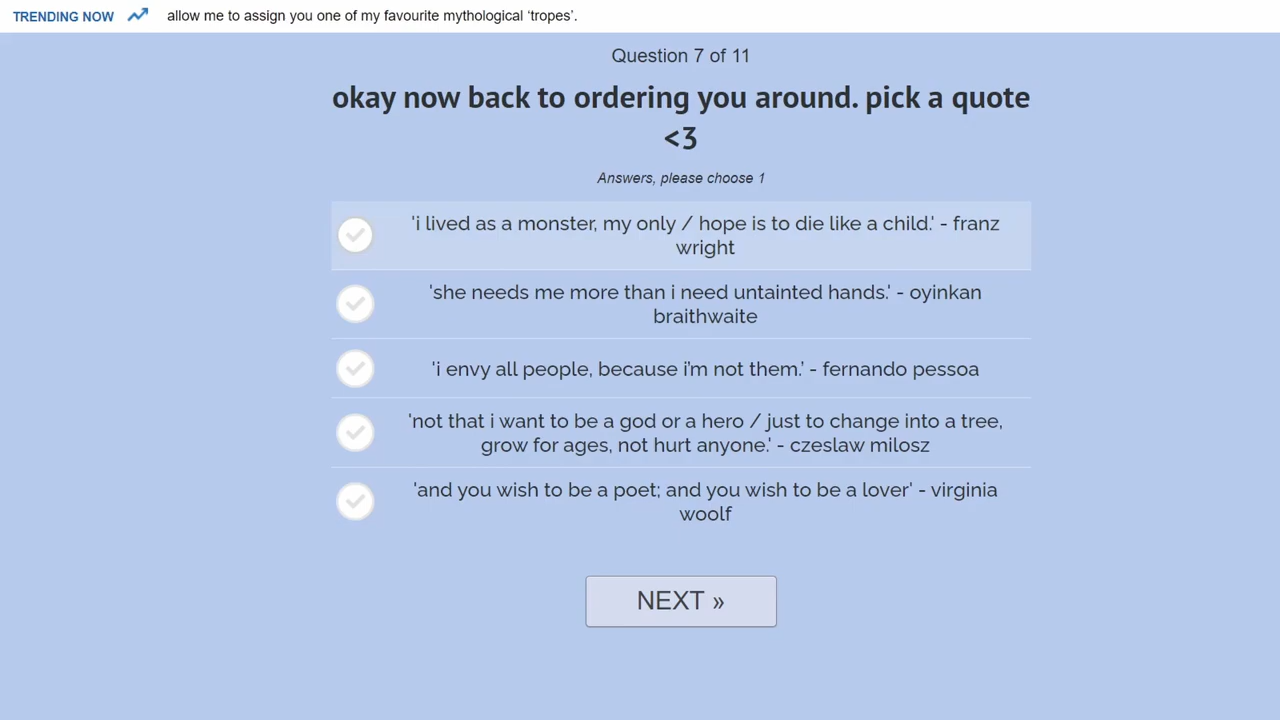 TRENDING NOW allow me to assign you one of my favourite mythological ‘tropes’.
Question 7 of 11
okay now back to ordering you around. pick a quote
<3
Answers, please choose 1
'i lived as a monster, my only / hope is to die like a child.' - franz
wright
'she needs me more than i need untainted hands.' - oyinkan
braithwaite
'i envy all people, because i’m not them.’ - fernando pessoa
'not that i want to be a god or a hero / just to change into a tree,
grow for ages, not hurt anyone.' - czeslaw milosz
'and you wish to be a poet; and you wish to be a lover' - virginia
woolf
NEXT »